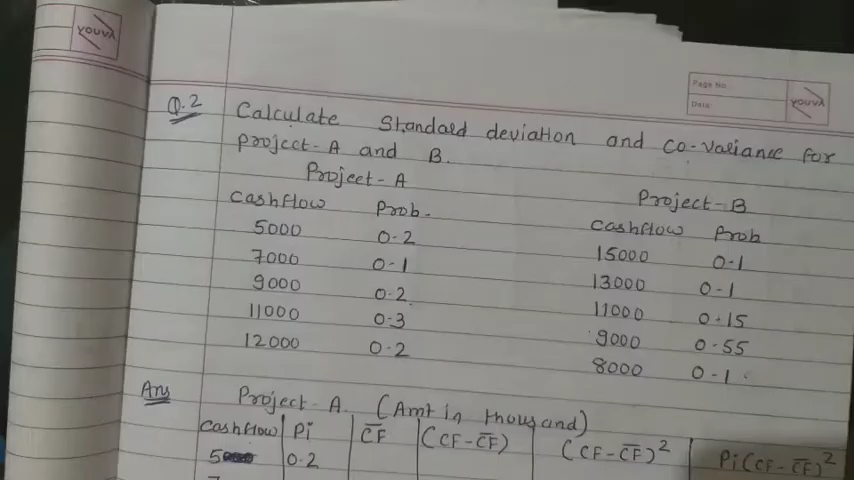 YOUVA
Page No
Date
YOUVA
Q.2 Calculate Standard deviation and Co-variance for
project-A and B.
Project-A Project-B
Cashflow Prob. Cashflow Prob
5000 0.2 15000 0.1
7000 0.1 13000 0.1
9000 0.2 11000 0.15
11000 0.3 9000 0.55
12000 0.2 8000 0.1
Ans Project-A. (Amt in thousand)
Cashflow Pi C̅F̅ (CF-C̅F̅) (CF-C̅F̅)² Pi(CF-C̅F̅)²
5 0.2